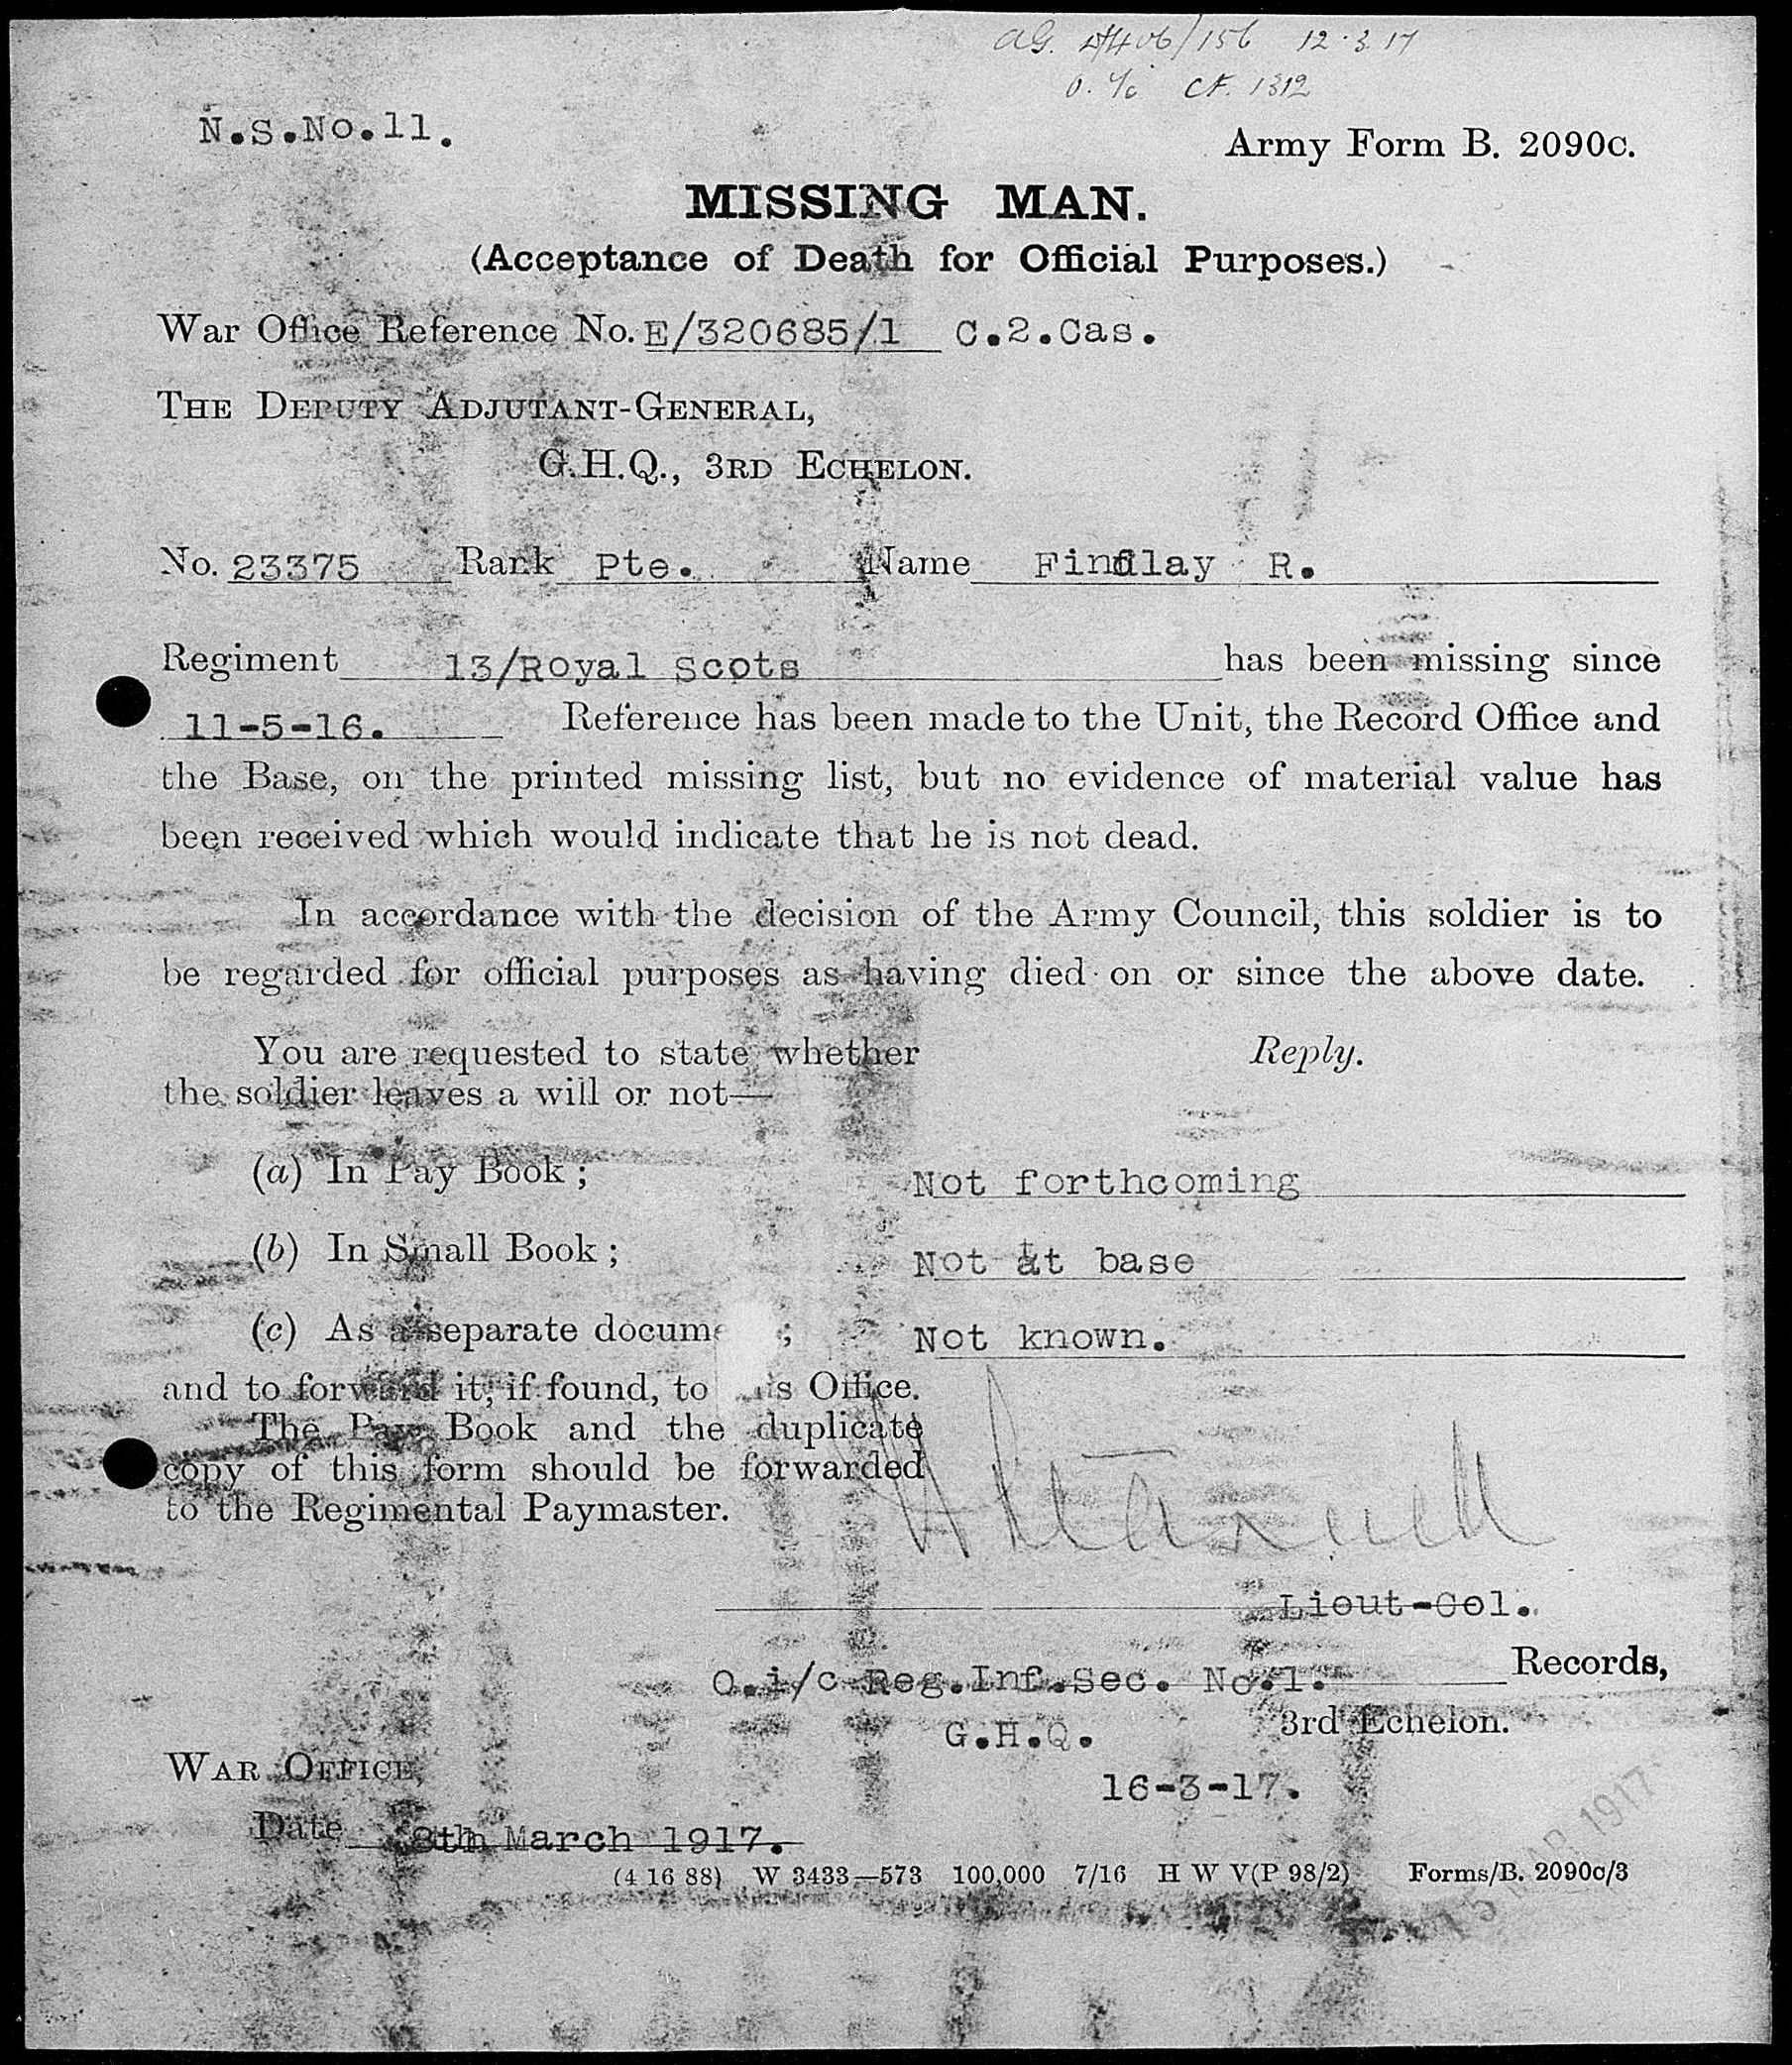 12.3.17
N.S.No.11.
Army Form B. 2090c.
MISSING MAN.
(Acceptance of Death for Official Purposes.)
War Office Reference No. E/320685/1 C.2.Cas.
THE DEPUTY ADJUTANT-GENERAL,
G.H.Q., 3RD ECHELON.
No. 23375 Rank Pte. Name Findlay R.
Regiment 13/Royal Scots has been missing since
11-5-16. Reference has been made to the Unit, the Record Office and
the Base, on the printed missing list, but no evidence of material value has
been received which would indicate that he is not dead.
In accordance with the decision of the Army Council, this soldier is to
be regarded for official purposes as having died on or since the above date.
You are requested to state whether
Reply.
the soldier leaves a will or not—
(a) In Pay Book; Not forthcoming
(b) In Small Book; Not at base
(c) As a separate docume ; Not known.
and to forward it, if found, to s Office.
The Pay Book and the duplicate
copy of this form should be forwarded
to the Regimental Paymaster.
Lieut-Col.
O.i/c Reg.Inf.Sec. No.1. Records,
G.H.Q. 3rd Echelon.
WAR OFFICE,
16-3-17.
Date 8th March 1917.
(4 16 88) W 3433—573 100,000 7/16 H W V(P 98/2) Forms/B. 2090c/3
15 MAR 1917